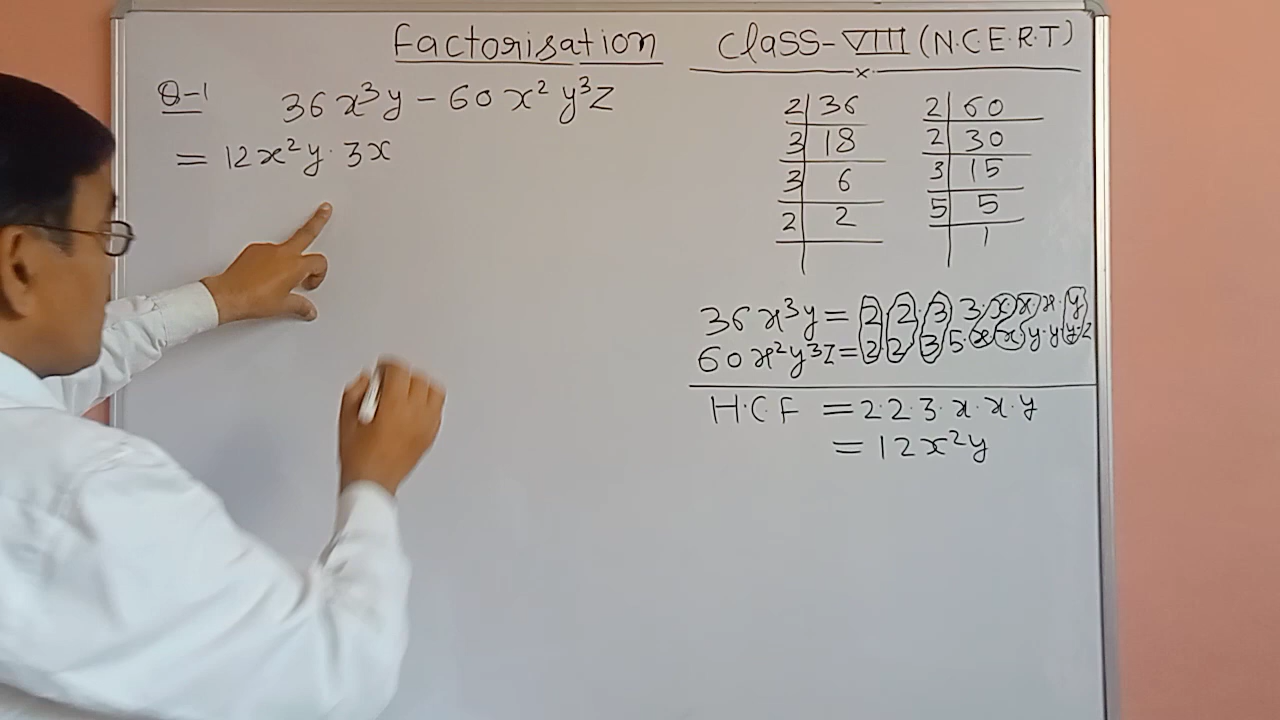 Factorisation
Class-VIII (N.C.E.R.T)
Q-1 36x³y - 60x²y³z
= 12x²y · 3x
2 | 36
3 | 18
3 | 6
2 | 2
2 | 60
2 | 30
3 | 15
5 | 5
1
36x³y = 2 2 · 3 3 · x · x · x · y
60x²y³z = 2 2 3 5 · x · x · y · y · y · z
H.C.F = 2·2·3·x·x·y
= 12x²y